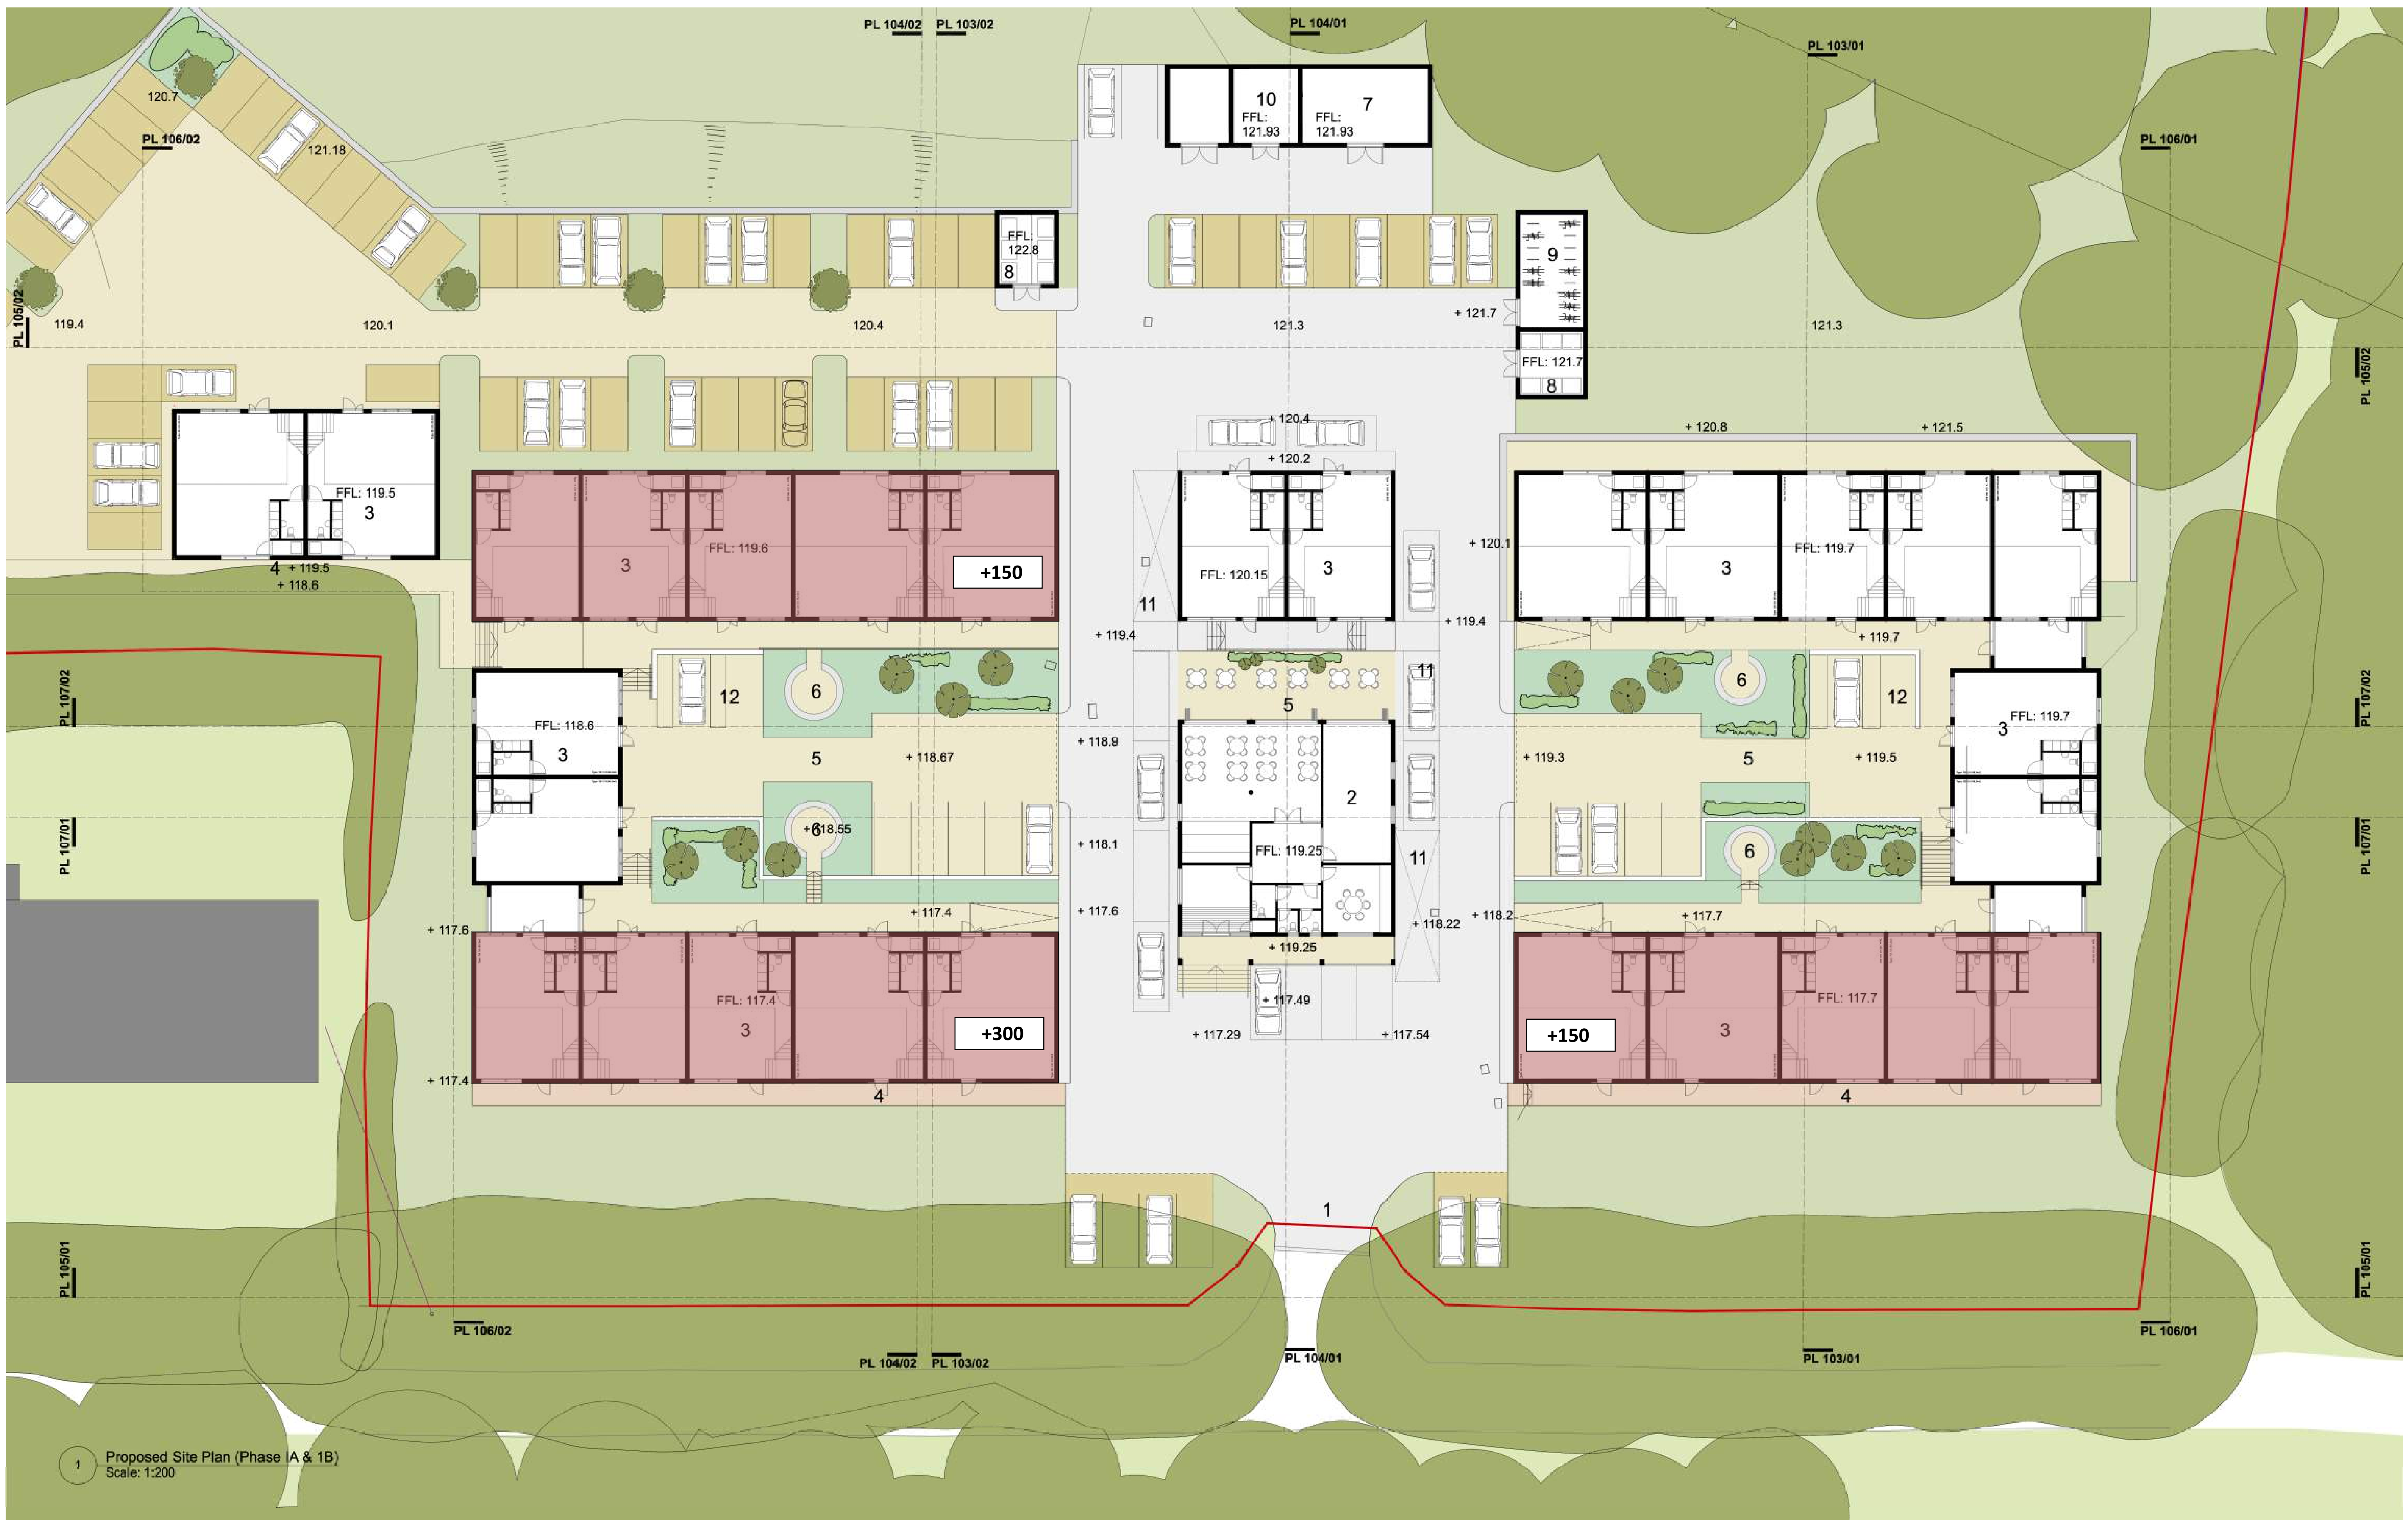 PL 104/02 PL 103/02
PL 104/01
PL 103/01
120.7
PL 106/02
121.18
10
FFL:
121.93
7
FFL:
121.93
PL 106/01
FFL:
122.8
8
9
PL 105/02
119.4
120.1
120.4
121.3
+ 121.7
121.3
FFL: 121.7
8
PL 105/02
+ 120.4
+ 120.2
+ 120.8
+ 121.5
FFL: 119.5
3
4 + 119.5
+ 118.6
FFL: 119.6
3
+150
FFL: 120.15
3
11
+ 120.1
FFL: 119.7
3
+ 119.4
+ 119.4
+ 119.7
PL 107/02
FFL: 118.6
3
12
6
5
+ 118.67
+ 118.9
11
5
6
12
FFL: 119.7
3
+ 119.3
5
+ 119.5
PL 107/02
2
PL 107/01
6
+ 118.55
+ 118.1
FFL: 119.25
11
6
PL 107/01
+ 117.6
+ 117.4
+ 117.6
+ 118.22
+ 118.2
+ 117.7
+ 119.25
FFL: 117.4
3
+300
+ 117.49
+ 117.29
+ 117.54
FFL: 117.7
3
+150
+ 117.4
4
4
1
PL 105/01
PL 105/01
PL 106/02
PL 106/01
PL 104/02 PL 103/02
PL 104/01
PL 103/01
1
Proposed Site Plan (Phase IA & 1B)
Scale: 1:200